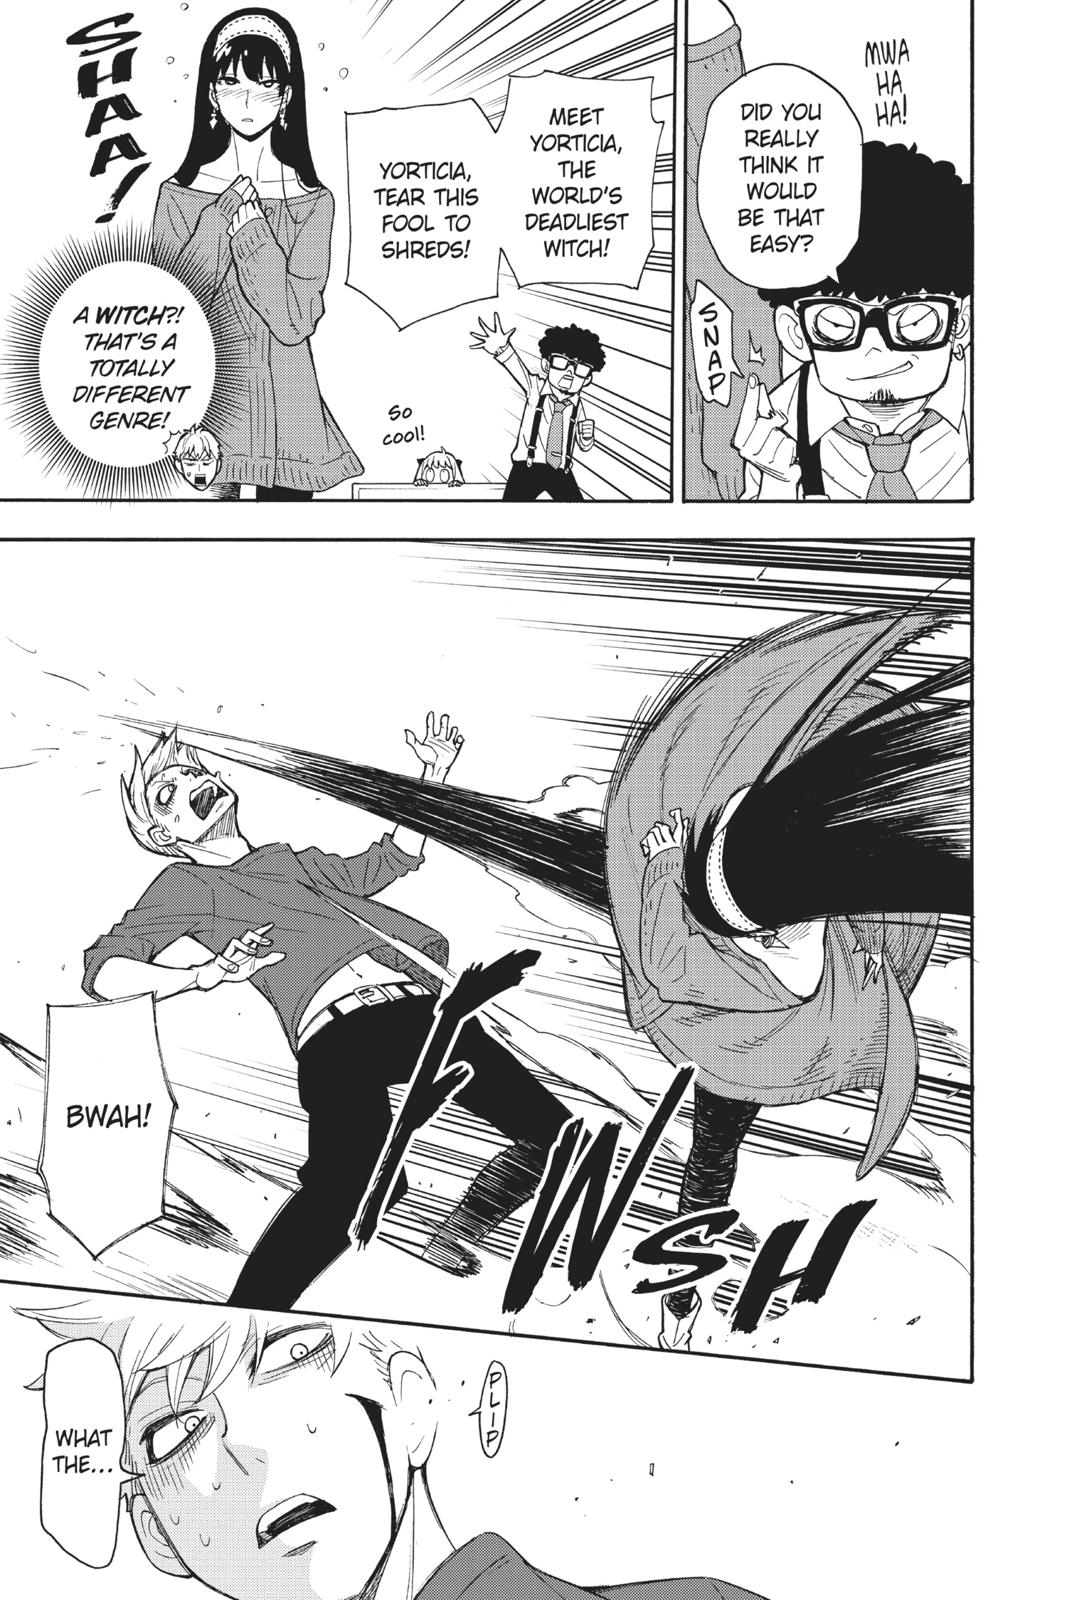 MWA
HA
HA!
DID YOU
REALLY
THINK IT
WOULD
BE THAT
EASY?
SNAP
MEET
YORTICIA,
THE
WORLD'S
DEADLIEST
WITCH!
YORTICIA,
TEAR THIS
FOOL TO
SHREDS!
SO
COOL!
SHAA!
A WITCH?!
THAT'S A
TOTALLY
DIFFERENT
GENRE!
FWSH
BWAH!
PLIP
WHAT
THE...